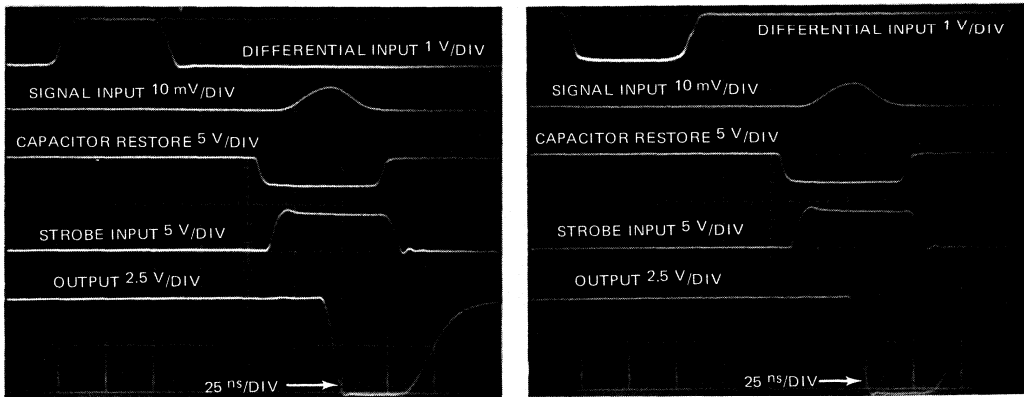 DIFFERENTIAL INPUT 1 V/DIV
SIGNAL INPUT 10 mV/DIV
CAPACITOR RESTORE 5 V/DIV
STROBE INPUT 5 V/DIV
OUTPUT 2.5 V/DIV
25 ns/DIV
DIFFERENTIAL INPUT 1 V/DIV
SIGNAL INPUT 10 mV/DIV
CAPACITOR RESTORE 5 V/DIV
STROBE INPUT 5 V/DIV
OUTPUT 2.5 V/DIV
25 ns/DIV